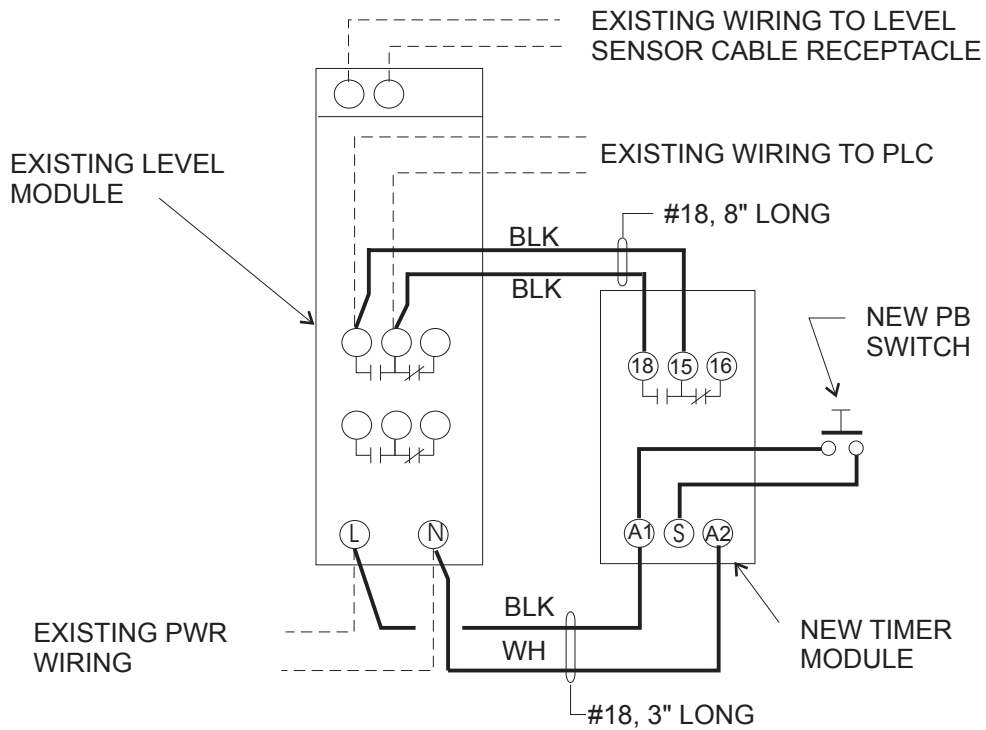 EXISTING WIRING TO LEVEL
SENSOR CABLE RECEPTACLE
EXISTING LEVEL
MODULE
EXISTING WIRING TO PLC
#18, 8" LONG
BLK
BLK
NEW PB
SWITCH
18 15 16
L N
A1 S A2
BLK
WH
EXISTING PWR
WIRING
NEW TIMER
MODULE
#18, 3" LONG